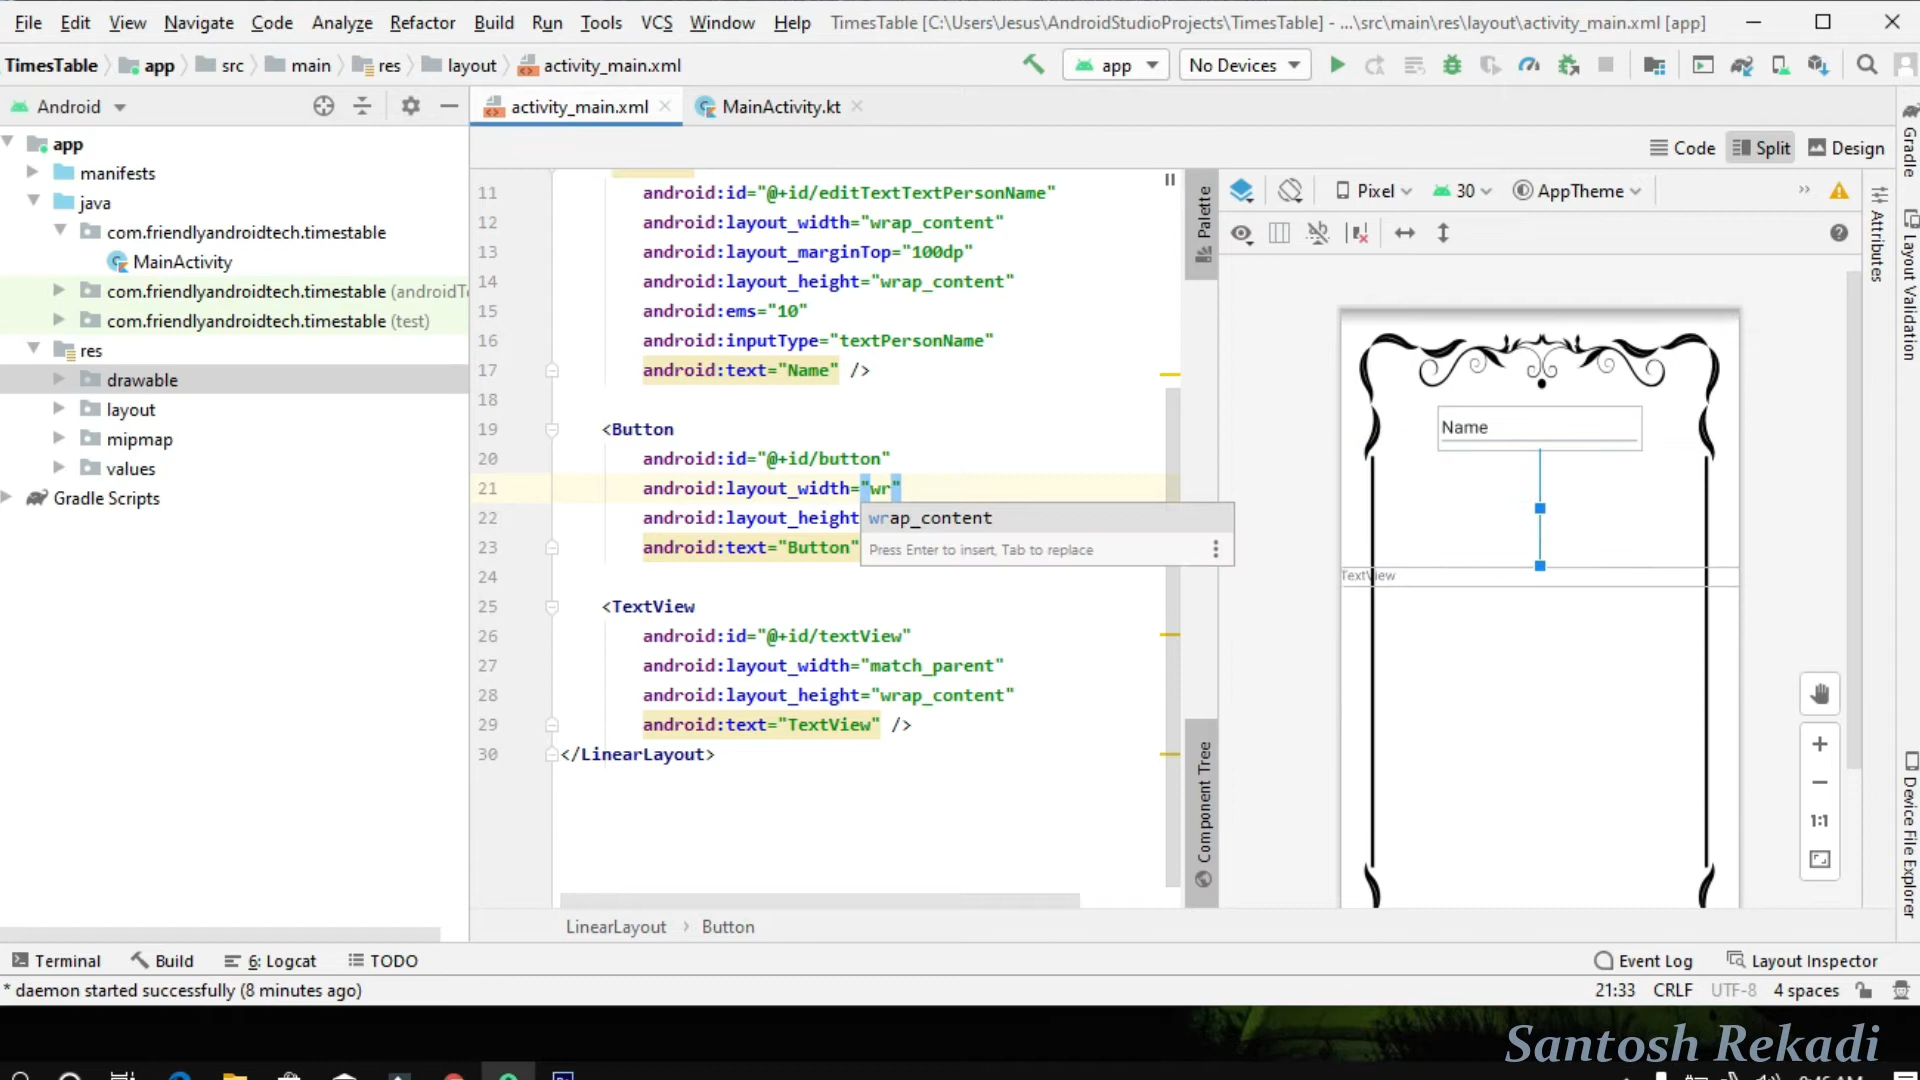 File Edit View Navigate Code Analyze Refactor Build Run Tools VCS Window Help TimesTable [C:\Users\Jesus\AndroidStudioProjects\TimesTable] - ...\src\main\res\layout\activity_main.xml [app]
TimesTable app src main res layout activity_main.xml app No Devices
Android activity_main.xml MainActivity.kt
Code Split Design
app
manifests
java
com.friendlyandroidtech.timestable
MainActivity
com.friendlyandroidtech.timestable (androidTe
com.friendlyandroidtech.timestable (test)
res
drawable
layout
mipmap
values
Gradle Scripts
11 android:id="@+id/editTextTextPersonName"
12 android:layout_width="wrap_content"
13 android:layout_marginTop="100dp"
14 android:layout_height="wrap_content"
15 android:ems="10"
16 android:inputType="textPersonName"
17 android:text="Name" />
18
19 <Button
20 android:id="@+id/button"
21 android:layout_width="wr"
22 android:layout_height
23 android:text="Button"
24
25 <TextView
26 android:id="@+id/textView"
27 android:layout_width="match_parent"
28 android:layout_height="wrap_content"
29 android:text="TextView" />
30 </LinearLayout>
wrap_content
Press Enter to insert, Tab to replace
Palette
Component Tree
Pixel 30 AppTheme
Name
TextView
1:1
Gradle
Attributes
Layout Validation
Device File Explorer
LinearLayout Button
Terminal Build 6: Logcat TODO Event Log Layout Inspector
* daemon started successfully (8 minutes ago) 21:33 CRLF UTF-8 4 spaces
Santosh Rekadi